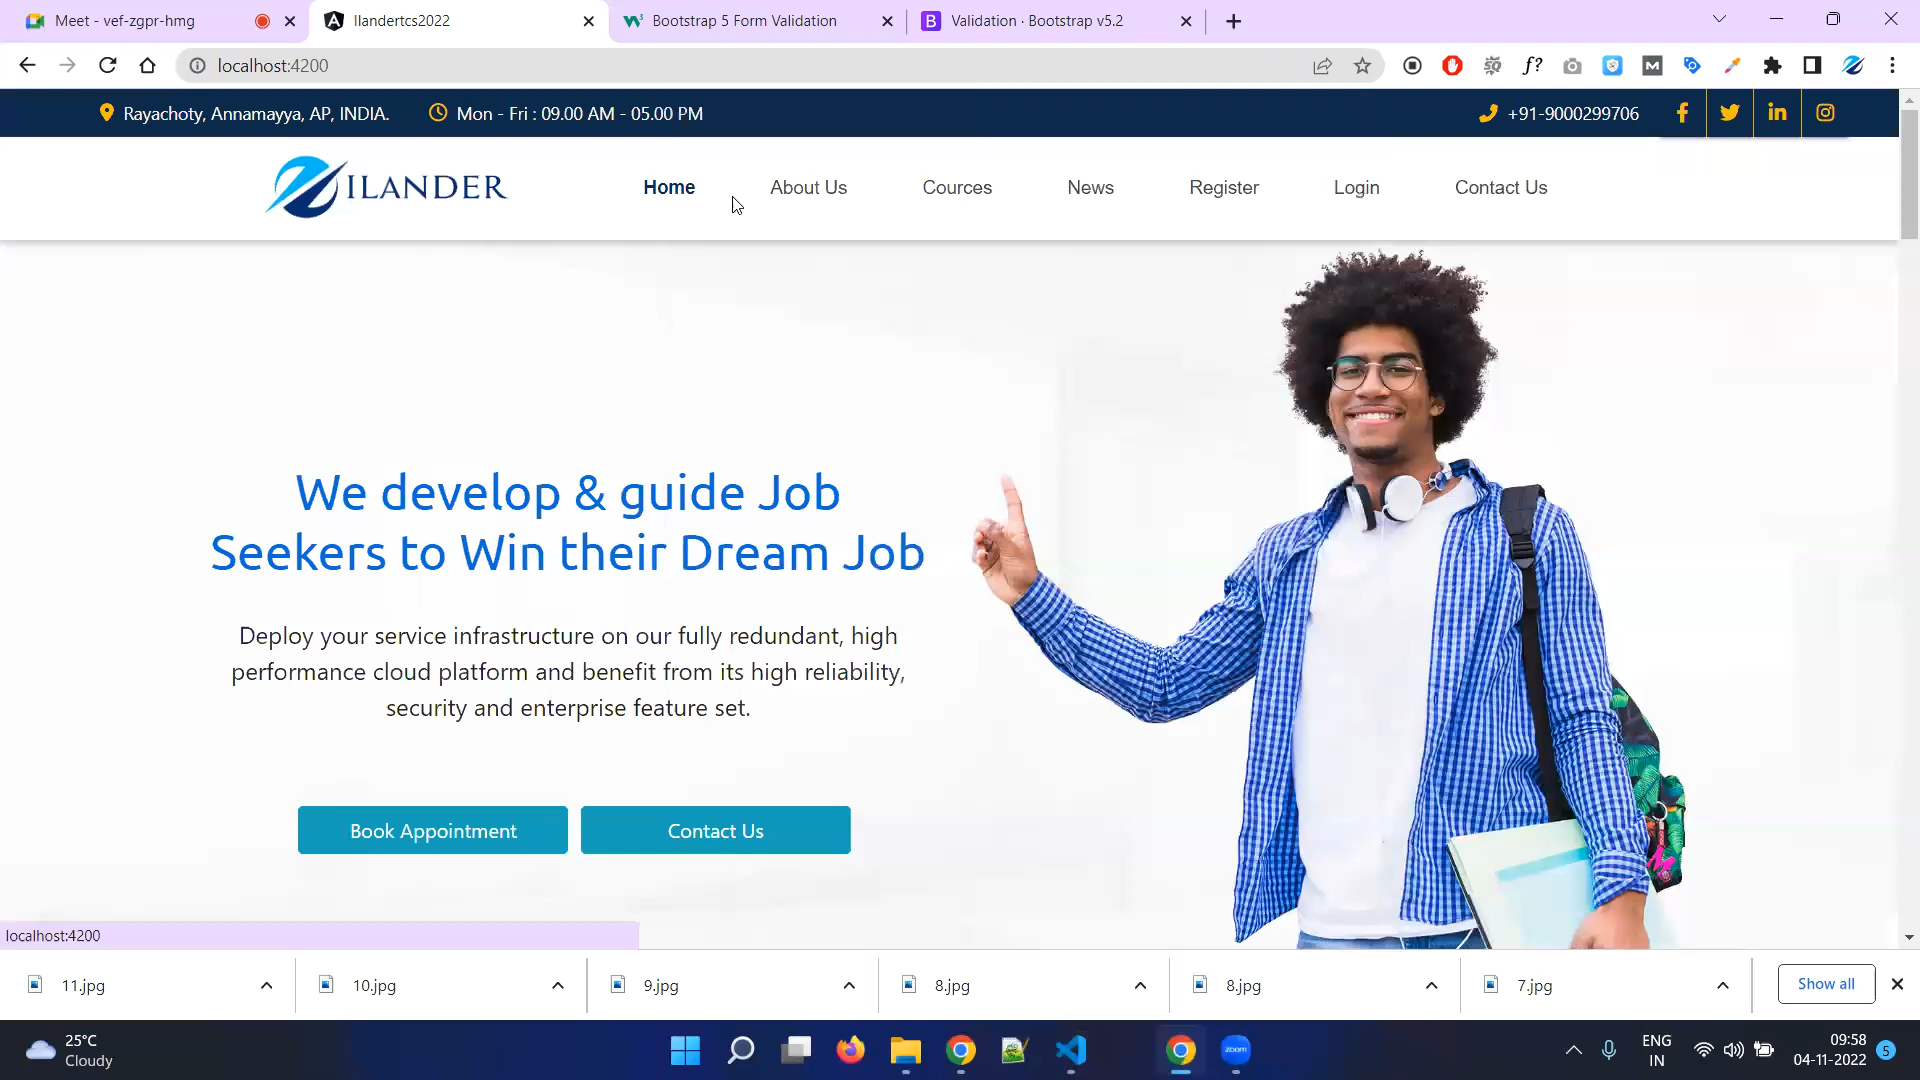 Meet - vef-zgpr-hmg
Ilandertcs2022
Bootstrap 5 Form Validation
Validation · Bootstrap v5.2
localhost:4200
Rayachoty, Annamayya, AP, INDIA.
Mon - Fri : 09.00 AM - 05.00 PM
+91-9000299706
ILANDER
Home
About Us
Cources
News
Register
Login
Contact Us
We develop & guide Job
Seekers to Win their Dream Job
Deploy your service infrastructure on our fully redundant, high
performance cloud platform and benefit from its high reliability,
security and enterprise feature set.
Book Appointment
Contact Us
localhost:4200
11.jpg
10.jpg
9.jpg
8.jpg
8.jpg
7.jpg
Show all
25°C
Cloudy
zoom
ENG
IN
09:58
04-11-2022
5